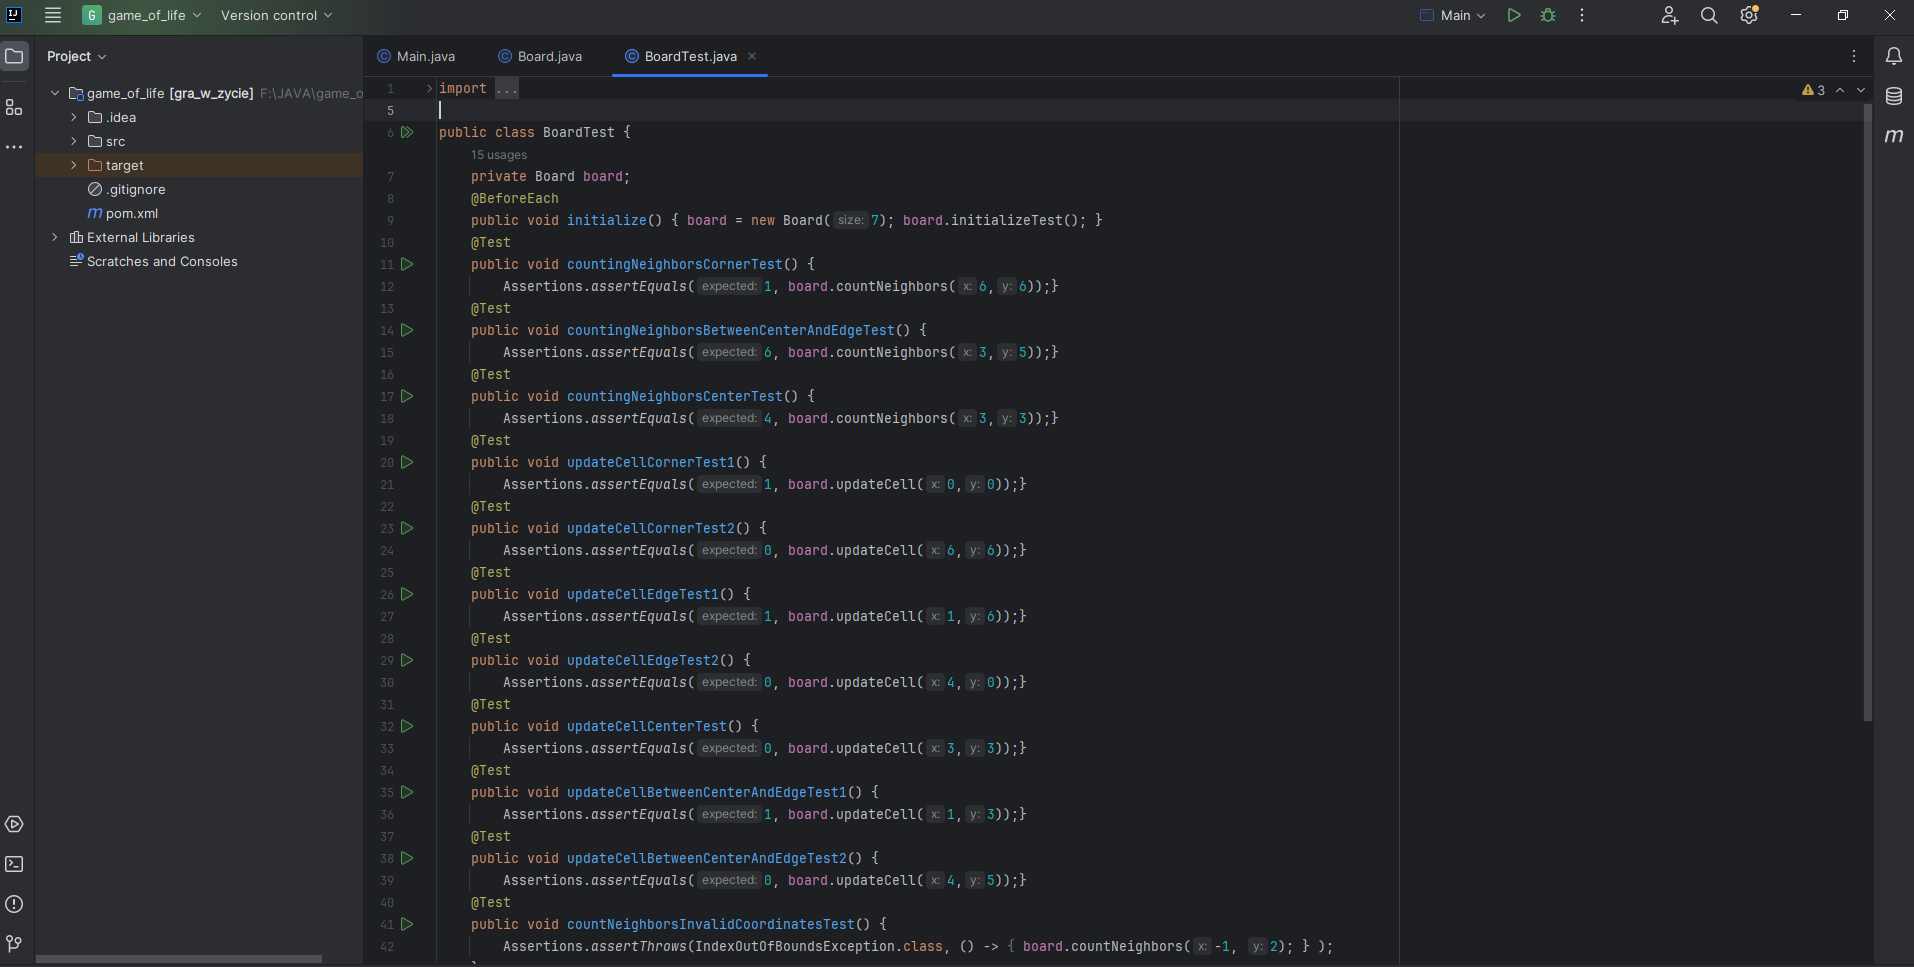 IJ G game_of_life Version control Main
Project
game_of_life [gra_w_zycie] F:\JAVA\game_o
.idea
src
target
.gitignore
m pom.xml
External Libraries
Scratches and Consoles
Main.java Board.java BoardTest.java
3
1 import ...
5
6 public class BoardTest {
15 usages
7 private Board board;
8 @BeforeEach
9 public void initialize() { board = new Board( size: 7); board.initializeTest(); }
10 @Test
11 public void countingNeighborsCornerTest() {
12 Assertions.assertEquals( expected: 1, board.countNeighbors( x: 6, y: 6));}
13 @Test
14 public void countingNeighborsBetweenCenterAndEdgeTest() {
15 Assertions.assertEquals( expected: 6, board.countNeighbors( x: 3, y: 5));}
16 @Test
17 public void countingNeighborsCenterTest() {
18 Assertions.assertEquals( expected: 4, board.countNeighbors( x: 3, y: 3));}
19 @Test
20 public void updateCellCornerTest1() {
21 Assertions.assertEquals( expected: 1, board.updateCell( x: 0, y: 0));}
22 @Test
23 public void updateCellCornerTest2() {
24 Assertions.assertEquals( expected: 0, board.updateCell( x: 6, y: 6));}
25 @Test
26 public void updateCellEdgeTest1() {
27 Assertions.assertEquals( expected: 1, board.updateCell( x: 1, y: 6));}
28 @Test
29 public void updateCellEdgeTest2() {
30 Assertions.assertEquals( expected: 0, board.updateCell( x: 4, y: 0));}
31 @Test
32 public void updateCellCenterTest() {
33 Assertions.assertEquals( expected: 0, board.updateCell( x: 3, y: 3));}
34 @Test
35 public void updateCellBetweenCenterAndEdgeTest1() {
36 Assertions.assertEquals( expected: 1, board.updateCell( x: 1, y: 3));}
37 @Test
38 public void updateCellBetweenCenterAndEdgeTest2() {
39 Assertions.assertEquals( expected: 0, board.updateCell( x: 4, y: 5));}
40 @Test
41 public void countNeighborsInvalidCoordinatesTest() {
42 Assertions.assertThrows(IndexOutOfBoundsException.class, () -> { board.countNeighbors( x: -1, y: 2); } );